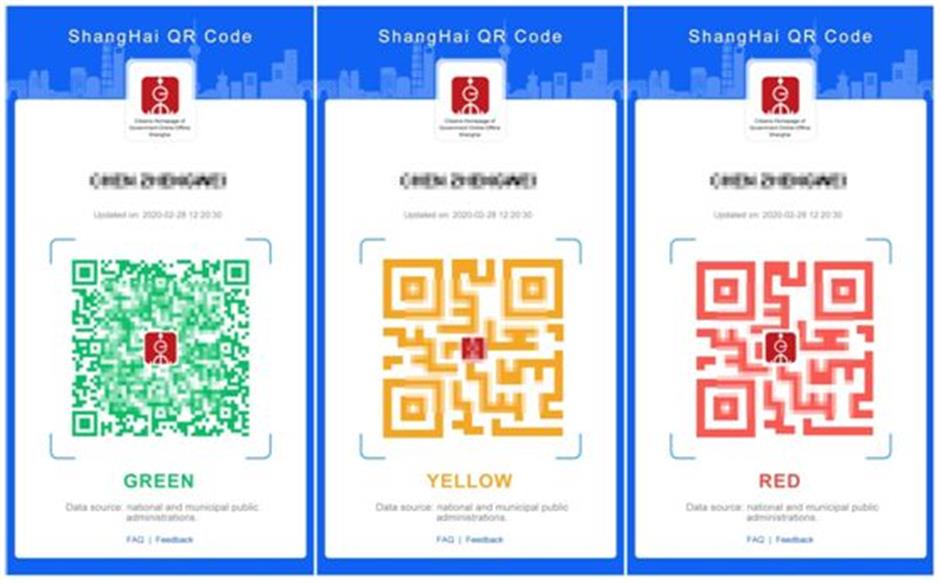 ShangHai QR Code
Citizens Homepage of
Government Online-Offline
Shanghai
Updated on: 2020-02-28 12:20:30
GREEN
Data source: national and municipal public
administrations.
FAQ | Feedback
ShangHai QR Code
Citizens Homepage of
Government Online-Offline
Shanghai
Updated on: 2020-02-28 12:20:30
YELLOW
Data source: national and municipal public
administrations.
FAQ | Feedback
ShangHai QR Code
Citizens Homepage of
Government Online-Offline
Shanghai
Updated on: 2020-02-28 12:20:30
RED
Data source: national and municipal public
administrations.
FAQ | Feedback